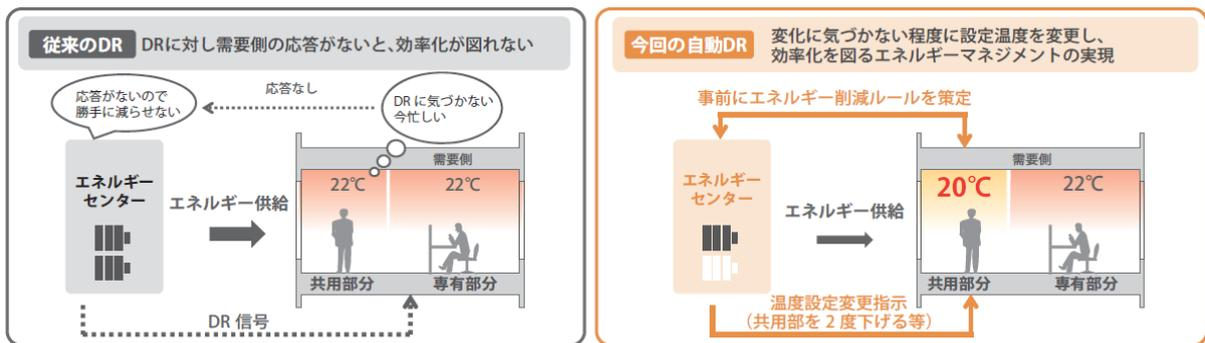 従来のDR
DRに対し需要側の応答がないと、効率化が図れない
応答がないので
勝手に減らせない
応答なし
DRに気づかない
今忙しい
需要側
エネルギー
センター
エネルギー供給
22℃
22℃
共用部分
専有部分
DR 信号
今回の自動DR
変化に気づかない程度に設定温度を変更し、
効率化を図るエネルギーマネジメントの実現
事前にエネルギー削減ルールを策定
需要側
エネルギー
センター
エネルギー供給
20℃
22℃
共用部分
専有部分
温度設定変更指示
（共用部を2度下げる等）